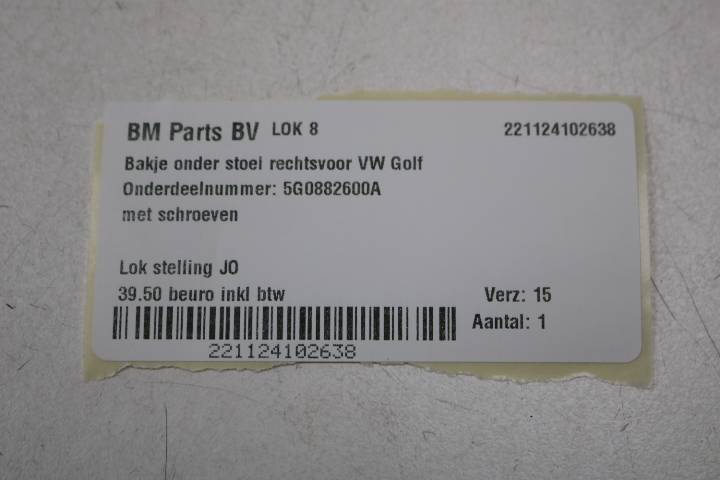 BM Parts BV LOK 8 221124102638
Bakje onder stoel rechtsvoor VW Golf
Onderdeelnummer: 5G0882600A
met schroeven
Lok stelling JO
39.50 beuro inkl btw Verz: 15
Aantal: 1
221124102638